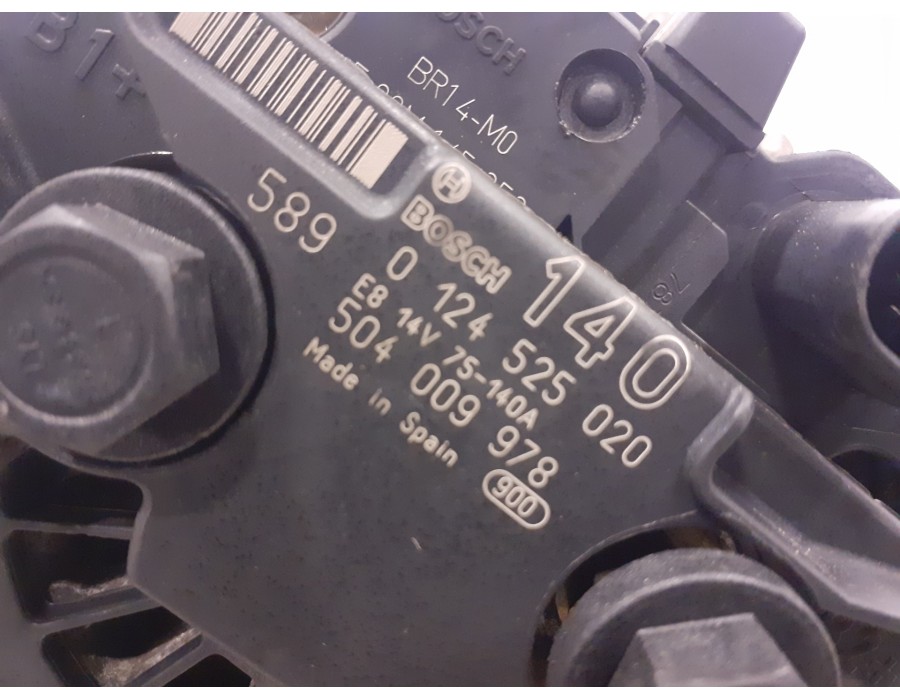 B1+
BOSCH
BR14-M0
589
H
BOSCH
140
0 124 525 020
E8 14V 75-140A
504 009 978
Made in Spain
900